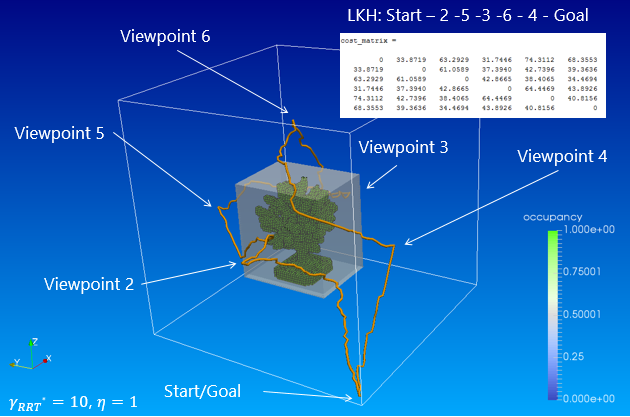 LKH: Start – 2 -5 -3 -6 - 4 - Goal
cost_matrix =
0 33.8719 63.2929 31.7446 74.3112 68.3553
33.8719 0 61.0589 37.3940 42.7396 39.3636
63.2929 61.0589 0 42.8665 38.4065 34.4694
31.7446 37.3940 42.8665 0 64.4469 43.8926
74.3112 42.7396 38.4065 64.4469 0 40.8156
68.3553 39.3636 34.4694 43.8926 40.8156 0
Viewpoint 6
Viewpoint 5
Viewpoint 3
Viewpoint 4
occupancy
1.000e+00
0.75001
0.50001
0.25
0.000e+00
Viewpoint 2
Start/Goal
Z
Y
X
γRRT* = 10, η = 1